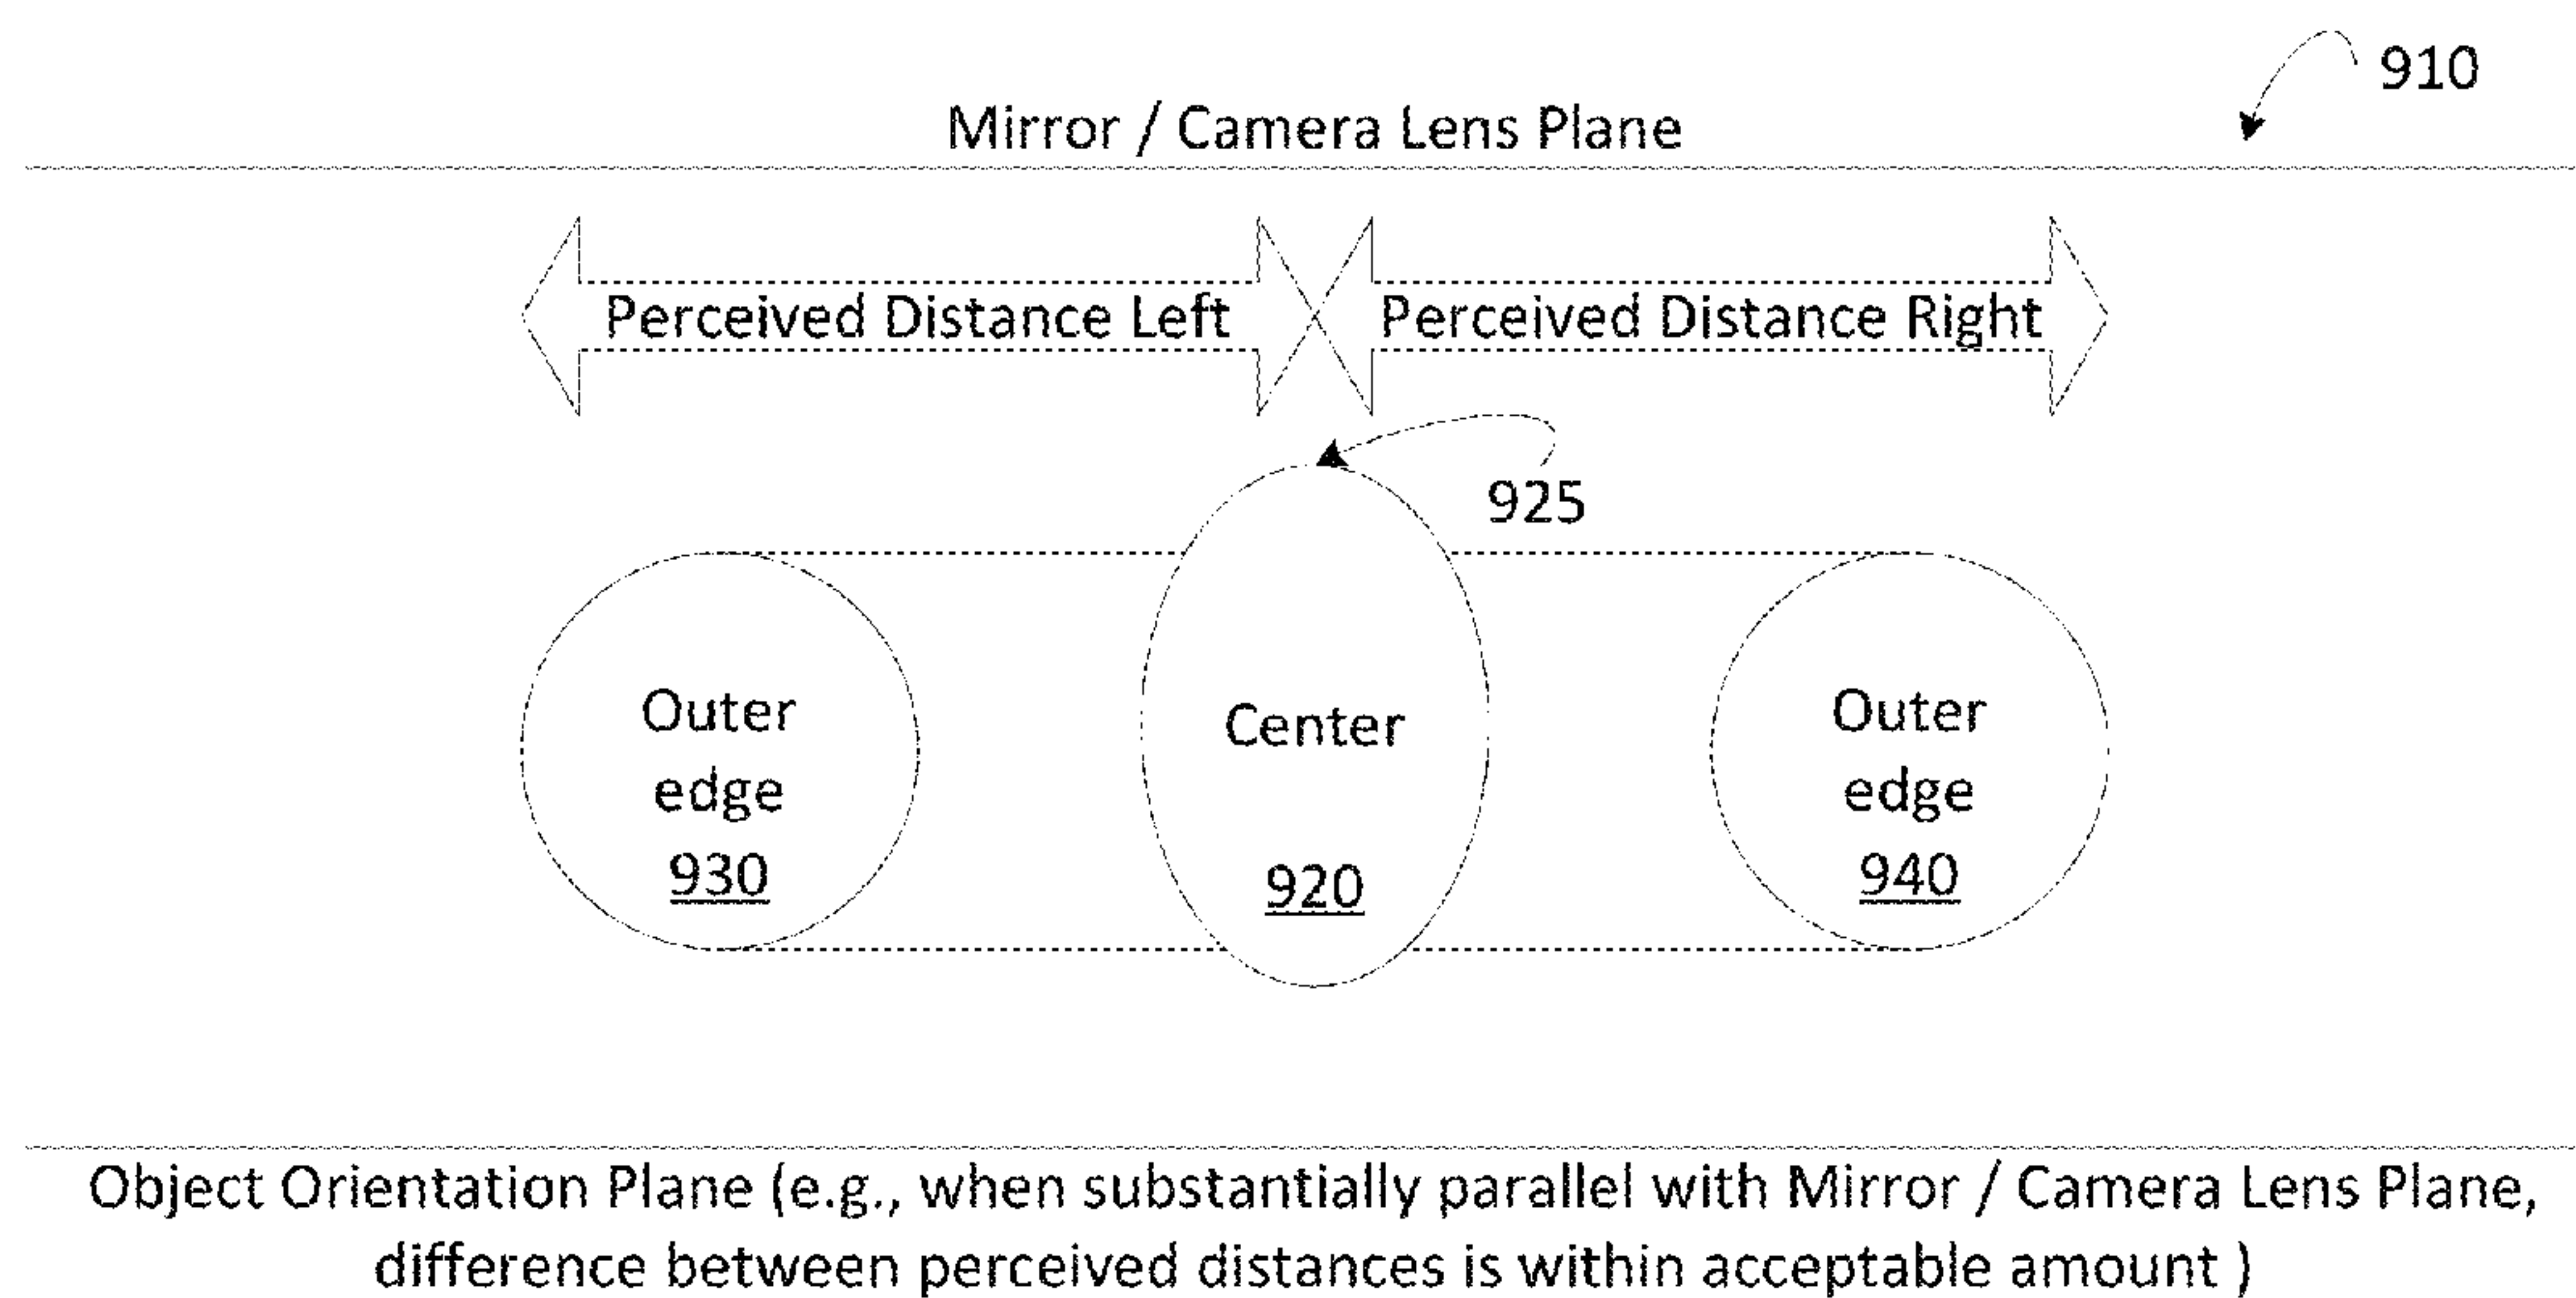 910
Mirror / Camera Lens Plane
Perceived Distance Left
Perceived Distance Right
925
Outer
edge
930
Center
920
Outer
edge
940
Object Orientation Plane (e.g., when substantially parallel with Mirror / Camera Lens Plane,
difference between perceived distances is within acceptable amount )